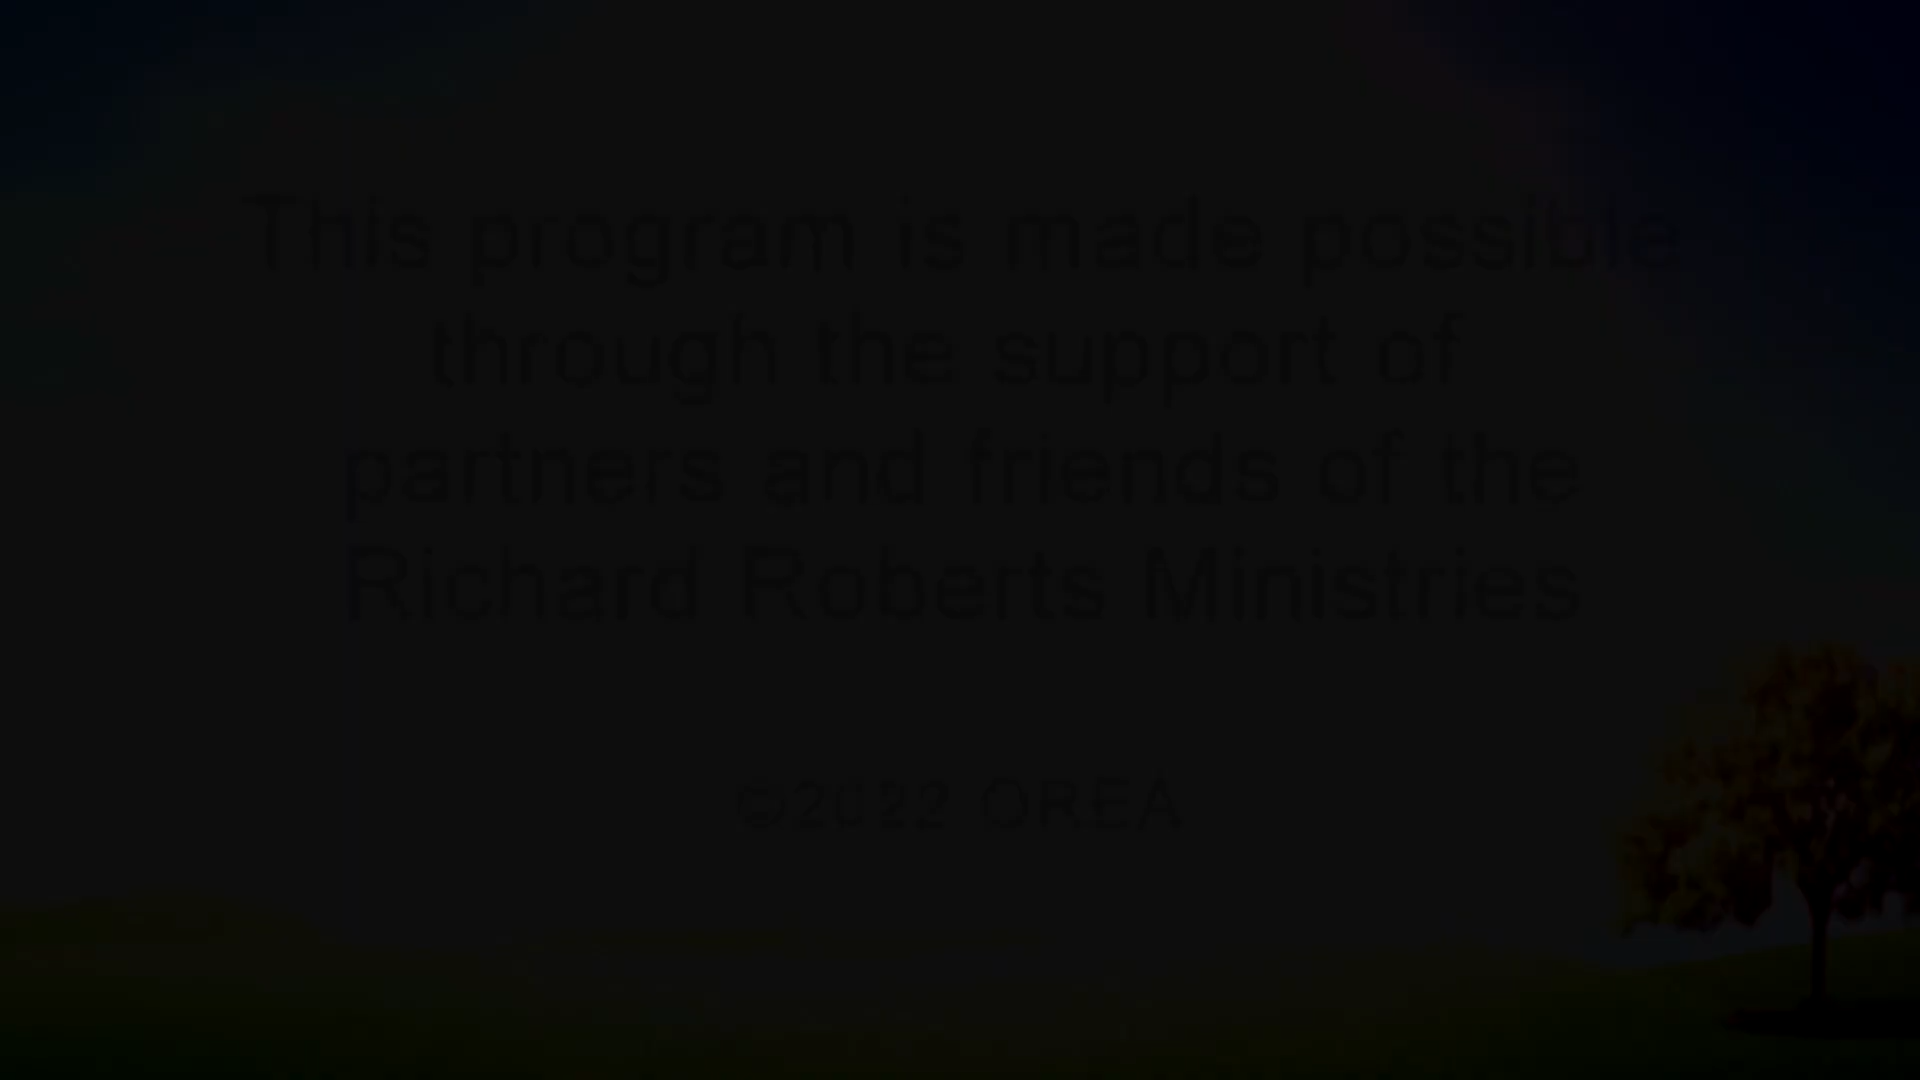 This program is made possible
through the support of
partners and friends of the
Richard Roberts Ministries
©2022 OREA